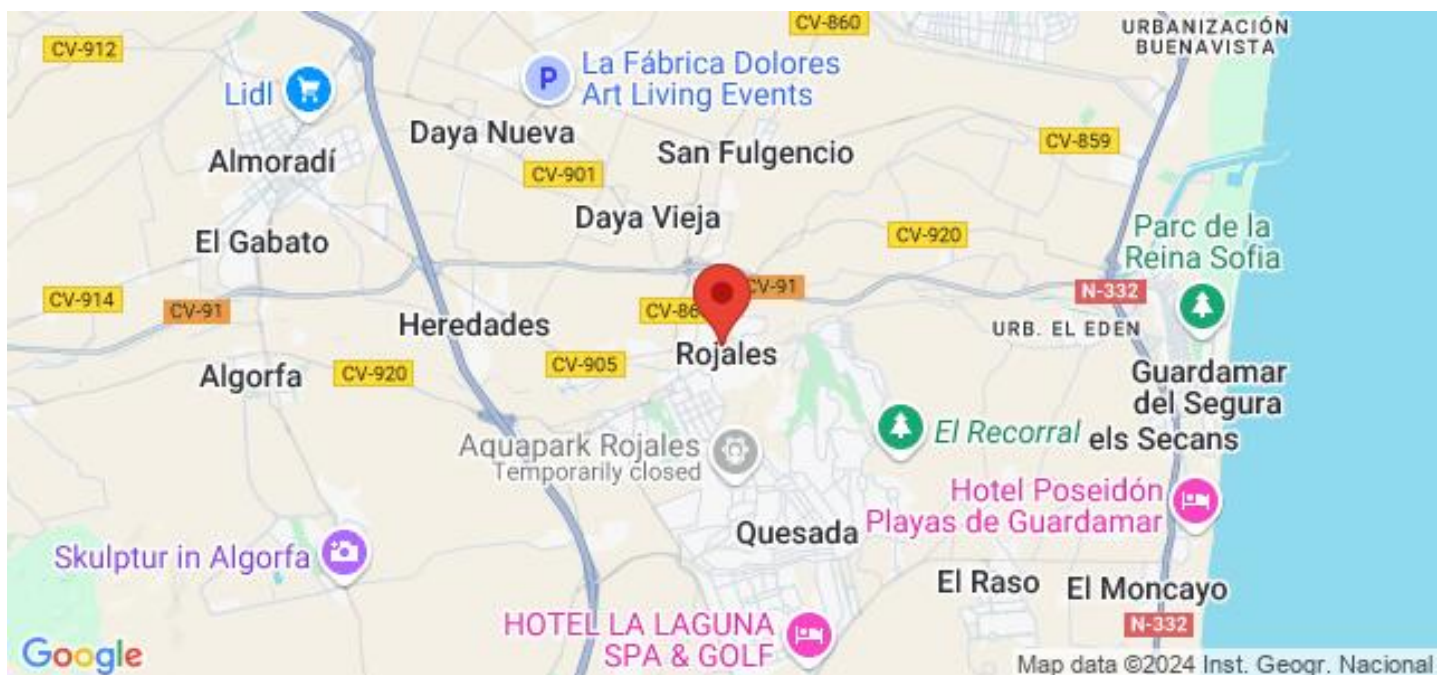 CV-860
URBANIZACIÓN
BUENAVISTA
CV-912
La Fábrica Dolores
Art Living Events
Lidl
Daya Nueva
CV-859
Almoradí
San Fulgencio
CV-901
Daya Vieja
Parc de la
Reina Sofia
El Gabato
CV-920
CV-914
CV-91
CV-91
N-332
Heredades
URB. EL EDEN
Rojales
CV-905
Algorfa
CV-920
Guardamar
del Segura
El Recorral
els Secans
Aquapark Rojales
Temporarily closed
Hotel Poseidón
Playas de Guardamar
Quesada
Skulptur in Algorfa
El Raso
El Moncayo
HOTEL LA LAGUNA
SPA & GOLF
N-332
Google
Map data ©2024 Inst. Geogr. Nacional